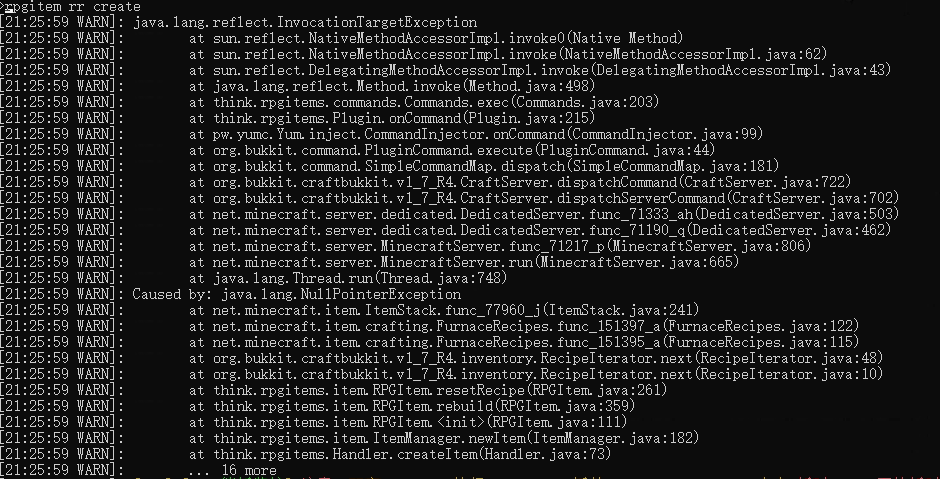 >rpgitem rr create
[21:25:59 WARN]: java.lang.reflect.InvocationTargetException
[21:25:59 WARN]: at sun.reflect.NativeMethodAccessorImpl.invoke0(Native Method)
[21:25:59 WARN]: at sun.reflect.NativeMethodAccessorImpl.invoke(NativeMethodAccessorImpl.java:62)
[21:25:59 WARN]: at sun.reflect.DelegatingMethodAccessorImpl.invoke(DelegatingMethodAccessorImpl.java:43)
[21:25:59 WARN]: at java.lang.reflect.Method.invoke(Method.java:498)
[21:25:59 WARN]: at think.rpgitems.commands.Commands.exec(Commands.java:203)
[21:25:59 WARN]: at think.rpgitems.Plugin.onCommand(Plugin.java:215)
[21:25:59 WARN]: at pw.yumc.Yum.inject.CommandInjector.onCommand(CommandInjector.java:99)
[21:25:59 WARN]: at org.bukkit.command.PluginCommand.execute(PluginCommand.java:44)
[21:25:59 WARN]: at org.bukkit.command.SimpleCommandMap.dispatch(SimpleCommandMap.java:181)
[21:25:59 WARN]: at org.bukkit.craftbukkit.v1_7_R4.CraftServer.dispatchCommand(CraftServer.java:722)
[21:25:59 WARN]: at org.bukkit.craftbukkit.v1_7_R4.CraftServer.dispatchServerCommand(CraftServer.java:702)
[21:25:59 WARN]: at net.minecraft.server.dedicated.DedicatedServer.func_71333_ah(DedicatedServer.java:503)
[21:25:59 WARN]: at net.minecraft.server.dedicated.DedicatedServer.func_71190_q(DedicatedServer.java:462)
[21:25:59 WARN]: at net.minecraft.server.MinecraftServer.func_71217_p(MinecraftServer.java:806)
[21:25:59 WARN]: at net.minecraft.server.MinecraftServer.run(MinecraftServer.java:665)
[21:25:59 WARN]: at java.lang.Thread.run(Thread.java:748)
[21:25:59 WARN]: Caused by: java.lang.NullPointerException
[21:25:59 WARN]: at net.minecraft.item.ItemStack.func_77960_j(ItemStack.java:241)
[21:25:59 WARN]: at net.minecraft.item.crafting.FurnaceRecipes.func_151397_a(FurnaceRecipes.java:122)
[21:25:59 WARN]: at net.minecraft.item.crafting.FurnaceRecipes.func_151395_a(FurnaceRecipes.java:115)
[21:25:59 WARN]: at org.bukkit.craftbukkit.v1_7_R4.inventory.RecipeIterator.next(RecipeIterator.java:48)
[21:25:59 WARN]: at org.bukkit.craftbukkit.v1_7_R4.inventory.RecipeIterator.next(RecipeIterator.java:10)
[21:25:59 WARN]: at think.rpgitems.item.RPGItem.resetRecipe(RPGItem.java:261)
[21:25:59 WARN]: at think.rpgitems.item.RPGItem.rebuild(RPGItem.java:359)
[21:25:59 WARN]: at think.rpgitems.item.RPGItem.<init>(RPGItem.java:111)
[21:25:59 WARN]: at think.rpgitems.item.ItemManager.newItem(ItemManager.java:182)
[21:25:59 WARN]: at think.rpgitems.Handler.createItem(Handler.java:73)
[21:25:59 WARN]: ... 16 more